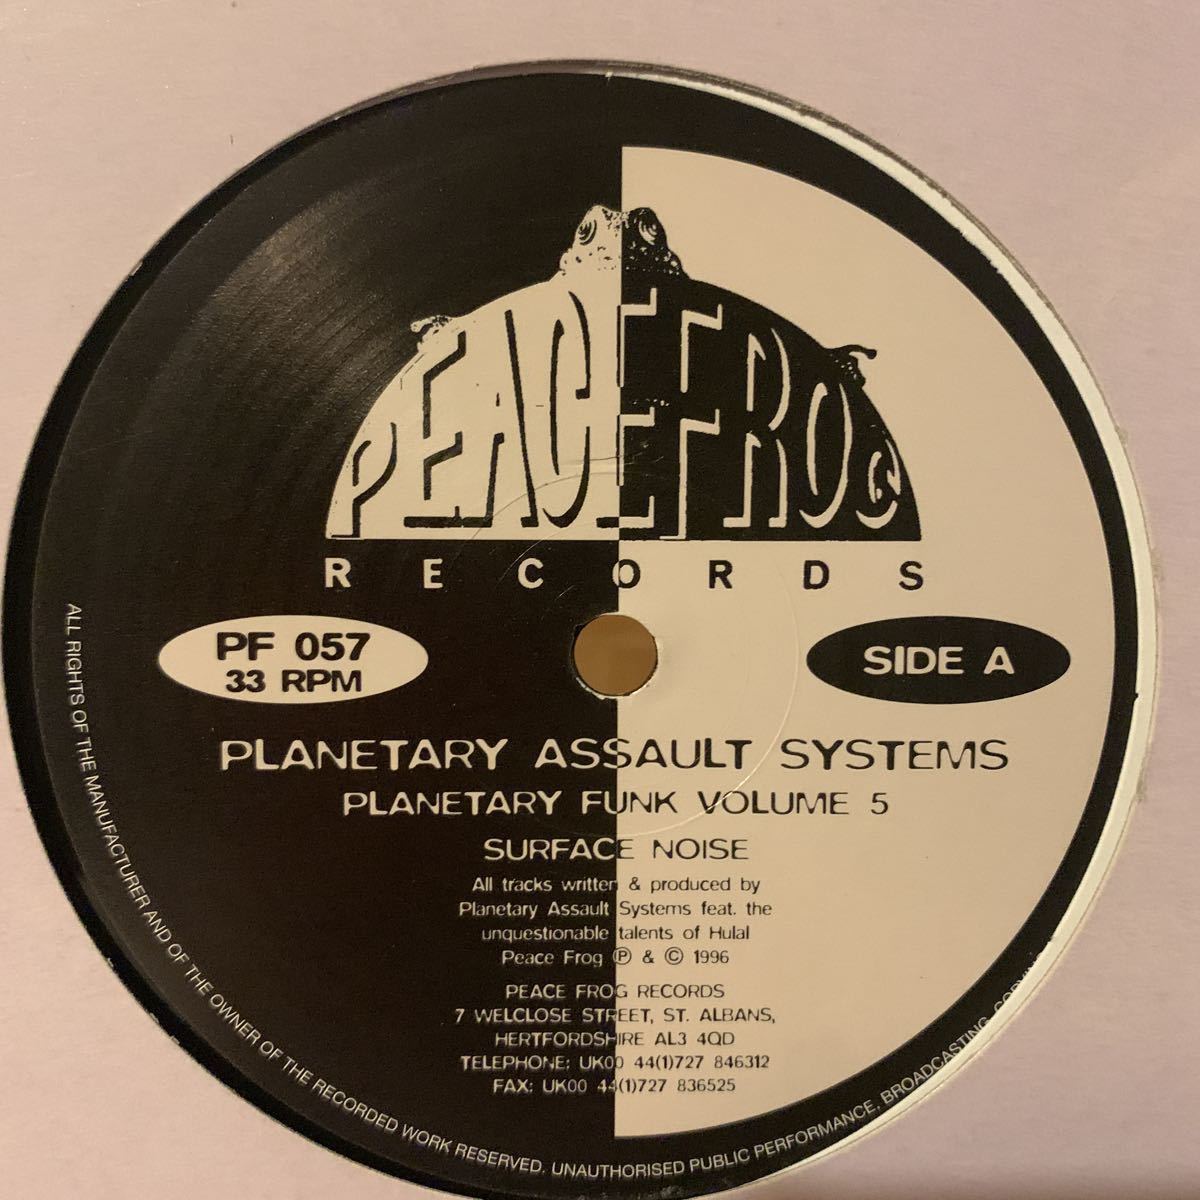 PEACEFROG
RECORDS
PF 057
33 RPM
SIDE A
PLANETARY ASSAULT SYSTEMS
PLANETARY FUNK VOLUME 5
SURFACE NOISE
All tracks written & produced by
Planetary Assault Systems feat. the
unquestionable talents of Hulal
Peace Frog Ⓟ & © 1996
PEACE FROG RECORDS
7 WELCLOSE STREET, ST. ALBANS,
HERTFORDSHIRE AL3 4QD
TELEPHONE: UK00 44(1)727 846312
FAX: UK00 44(1)727 836525
ALL RIGHTS OF THE MANUFACTURER AND OF THE OWNER OF THE RECORDED WORK RESERVED. UNAUTHORISED PUBLIC PERFORMANCE, BROADCASTING,